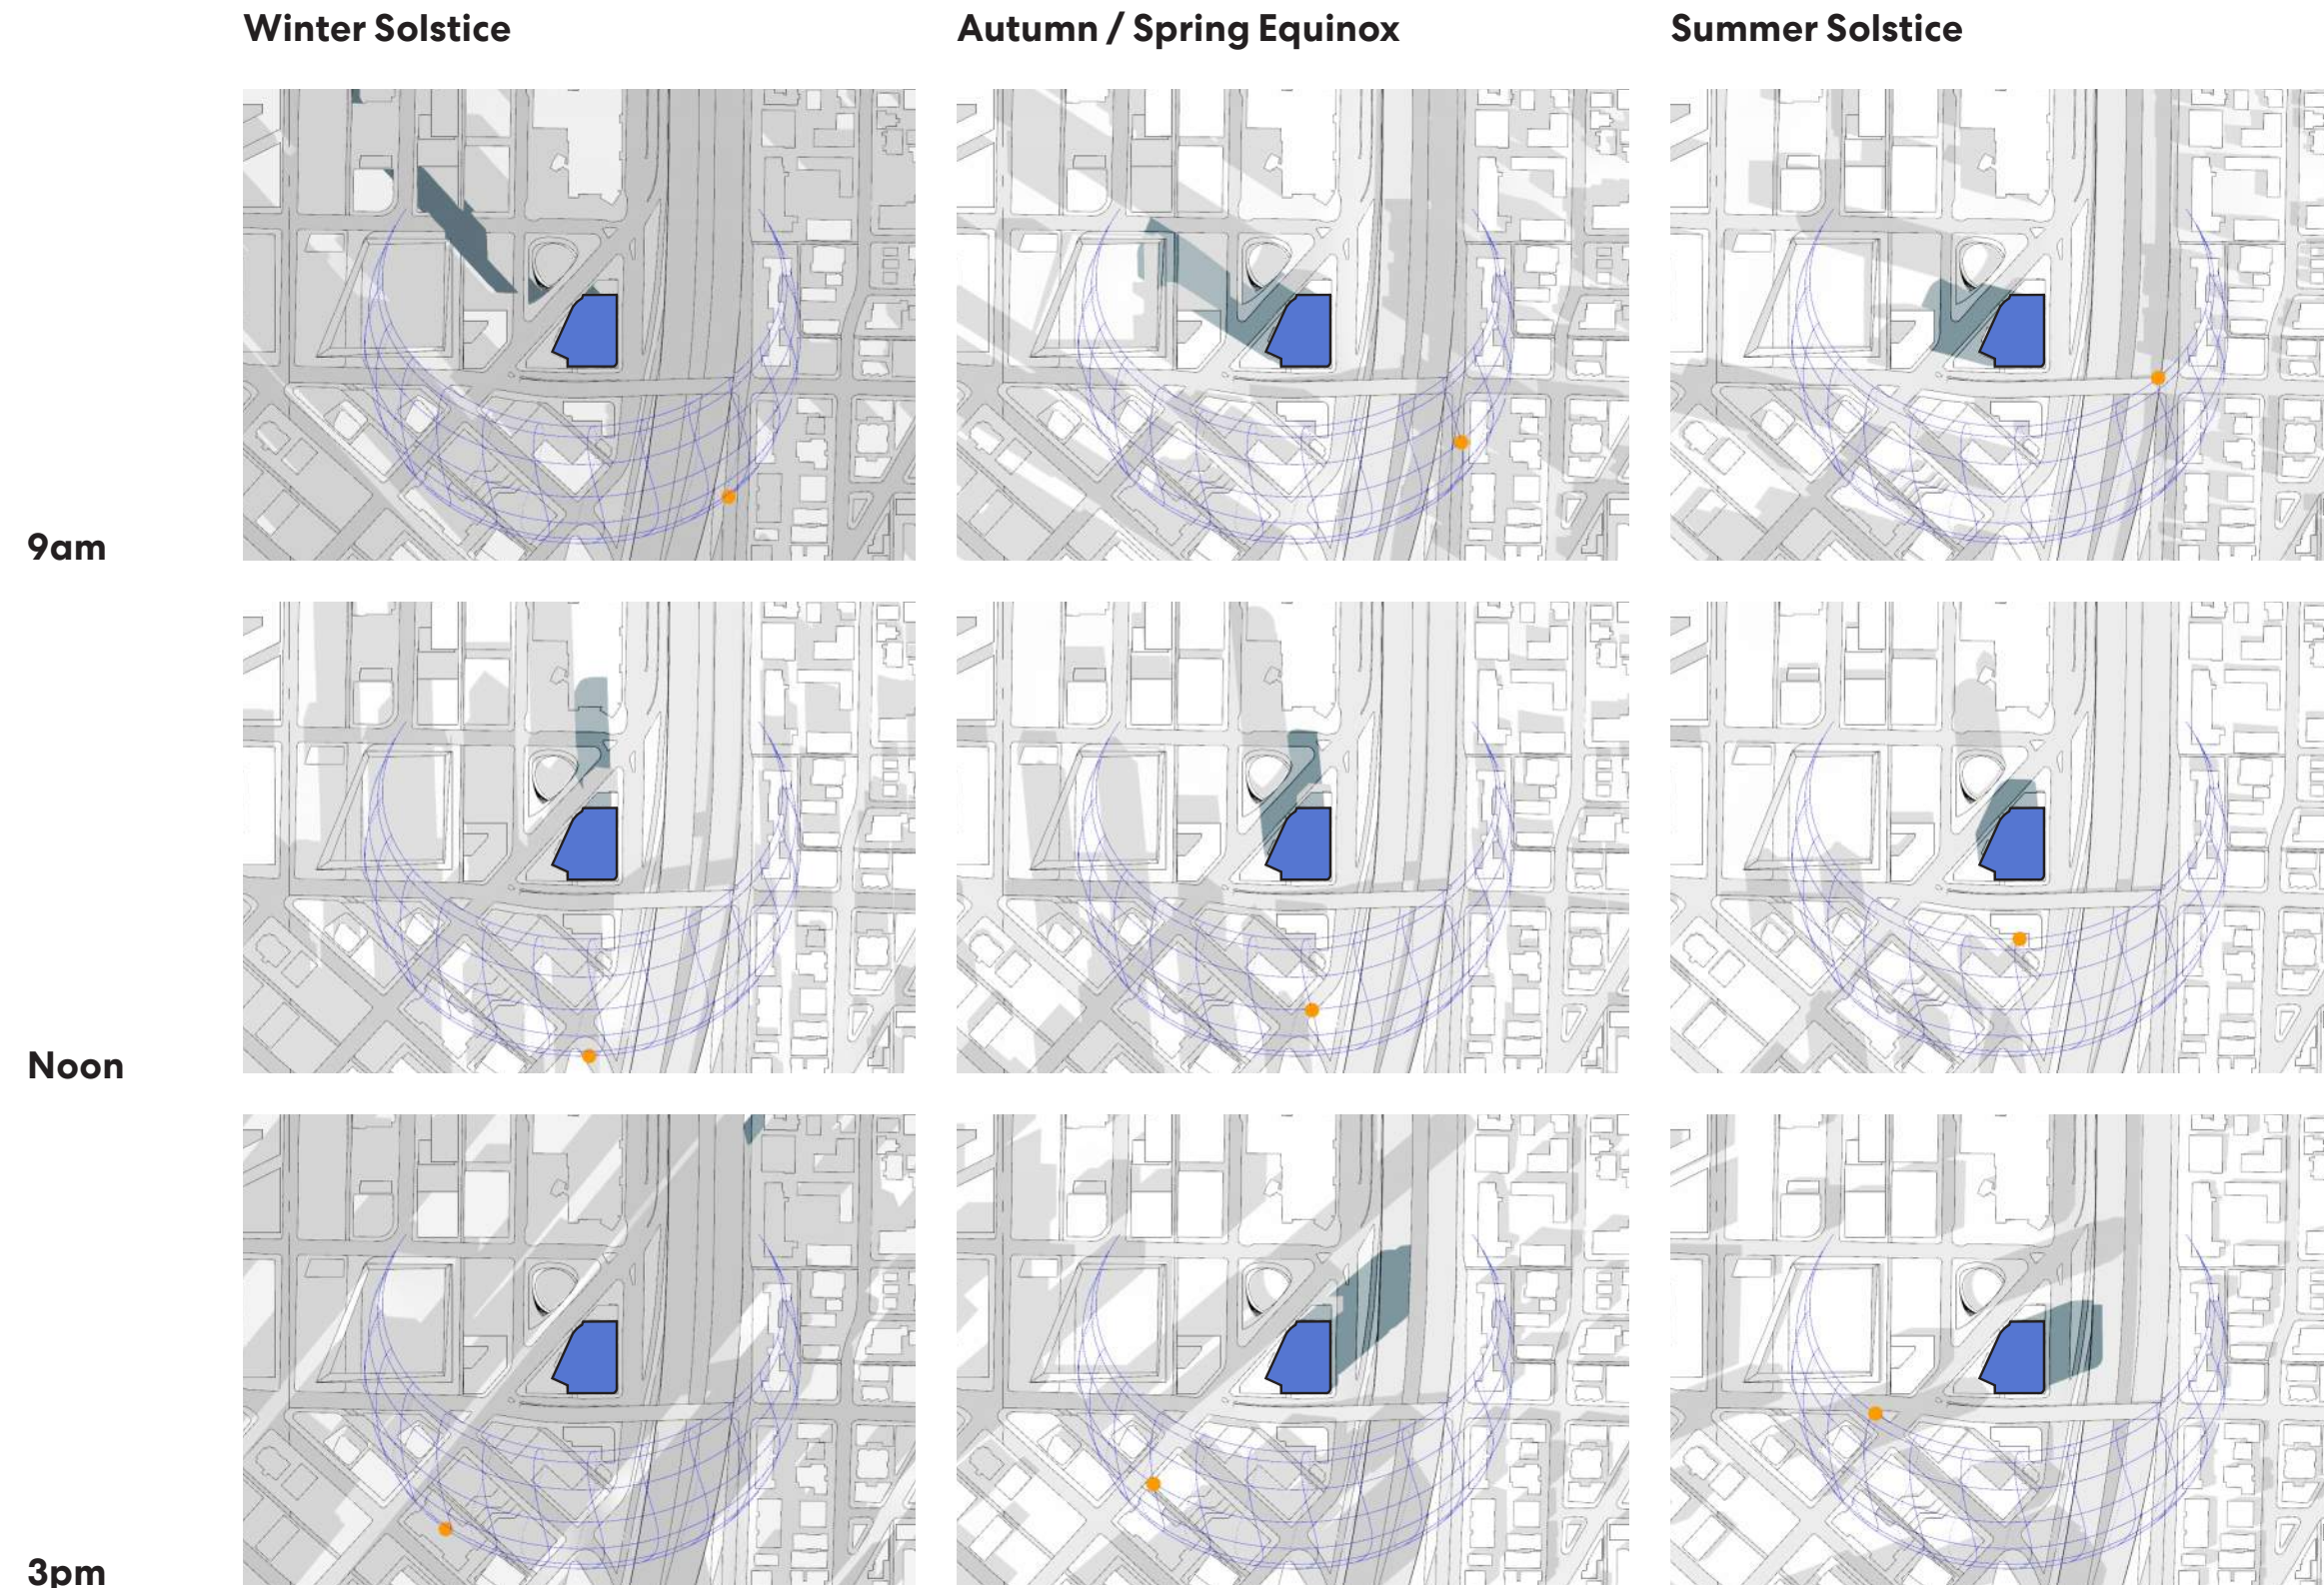 Winter Solstice
Autumn / Spring Equinox
Summer Solstice
9am
Noon
3pm